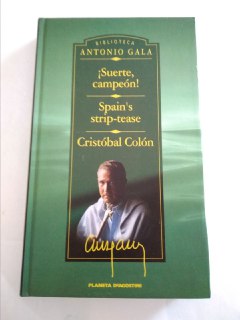 BIBLIOTECA
ANTONIO GALA
¡Suerte,
campeón!
Spain's
strip-tease
Cristóbal Colón
PLANETA DEAGOSTINI